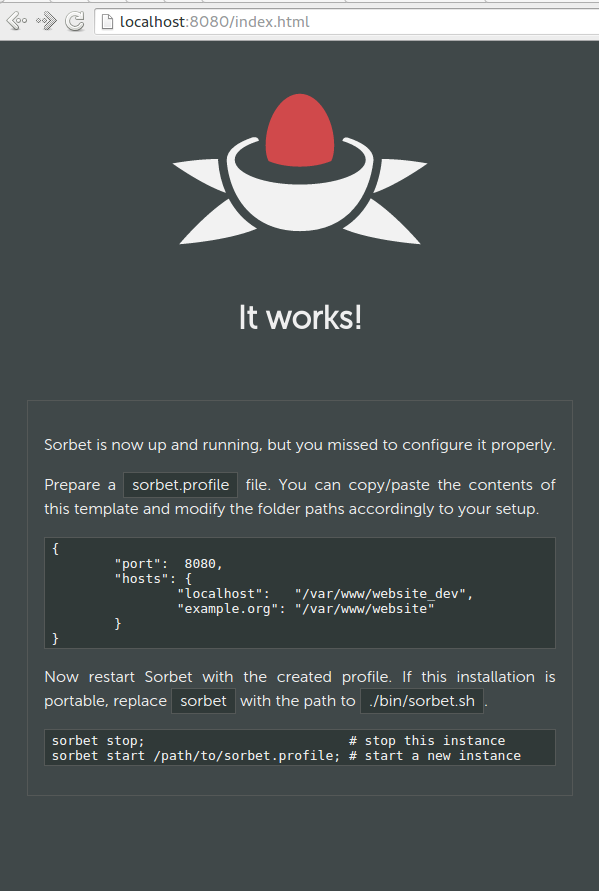 localhost:8080/index.html
It works!
Sorbet is now up and running, but you missed to configure it properly.
Prepare a sorbet.profile file. You can copy/paste the contents of
this template and modify the folder paths accordingly to your setup.
{
        "port":  8080,
        "hosts": {
                "localhost":   "/var/www/website_dev",
                "example.org": "/var/www/website"
        }
}
Now restart Sorbet with the created profile. If this installation is
portable, replace sorbet with the path to ./bin/sorbet.sh.
sorbet stop;                          # stop this instance
sorbet start /path/to/sorbet.profile; # start a new instance